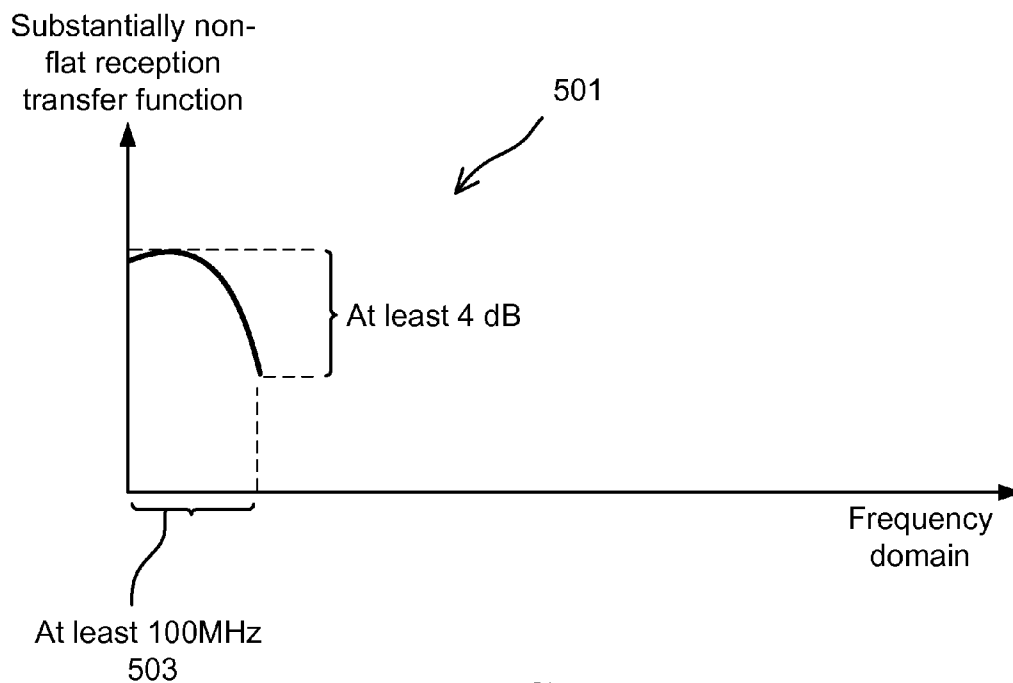 Substantially non-
flat reception
transfer function
501
At least 4 dB
Frequency
domain
At least 100MHz
503